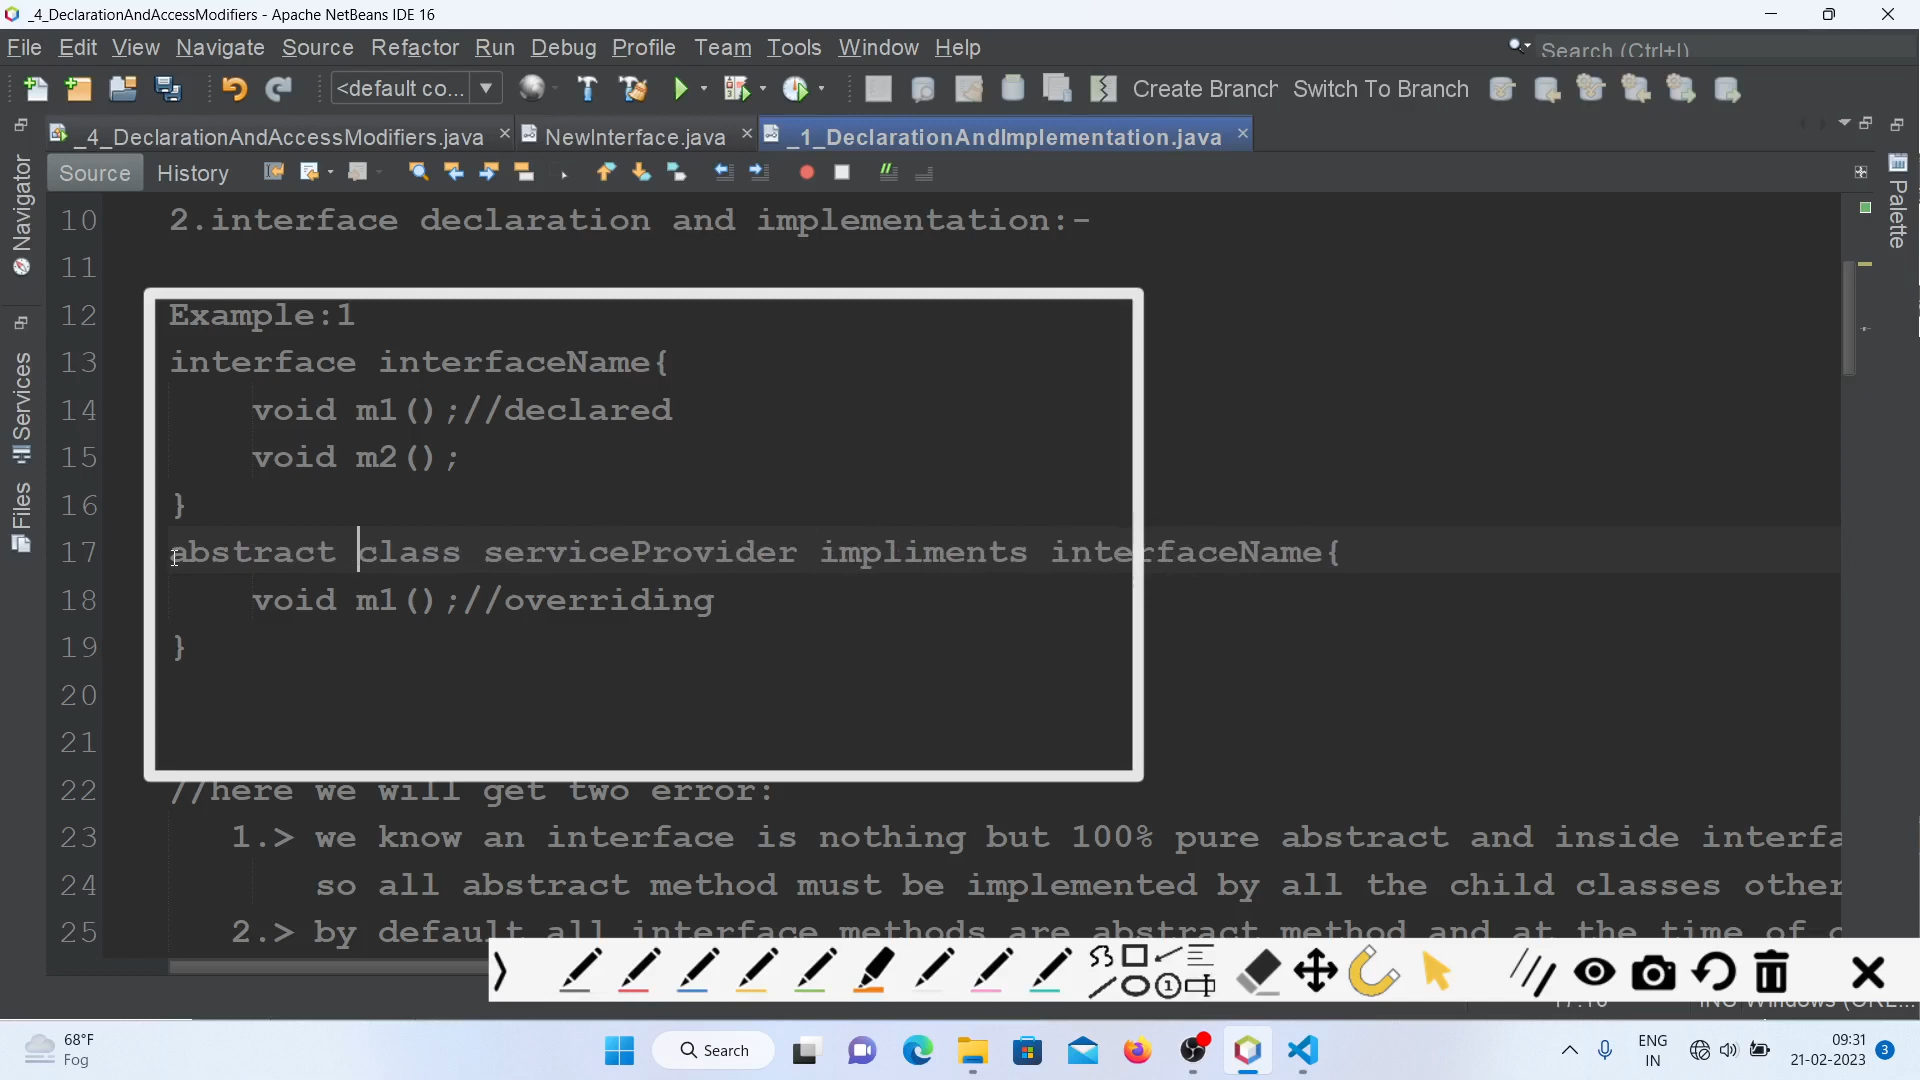 _4_DeclarationAndAccessModifiers - Apache NetBeans IDE 16
File Edit View Navigate Source Refactor Run Debug Profile Team Tools Window Help
Search (Ctrl+I)
<default co...
Create Branch Switch To Branch
_4_DeclarationAndAccessModifiers.java NewInterface.java _1_DeclarationAndImplementation.java
Source History
Navigator
Services
Files
Palette
10 2.interface declaration and implementation:-
11
12 Example:1
13 interface interfaceName{
14 void m1();//declared
15 void m2();
16 }
17 abstract class serviceProvider impliments interfaceName{
18 void m1();//overriding
19 }
20
21
22 //here we will get two error:
23 1.> we know an interface is nothing but 100% pure abstract and inside interfa
24 so all abstract method must be implemented by all the child classes other
25 2.> by default all interface methods are abstract method and at the time of
68°F
Fog
Search
ENG
IN
09:31
21-02-2023
3